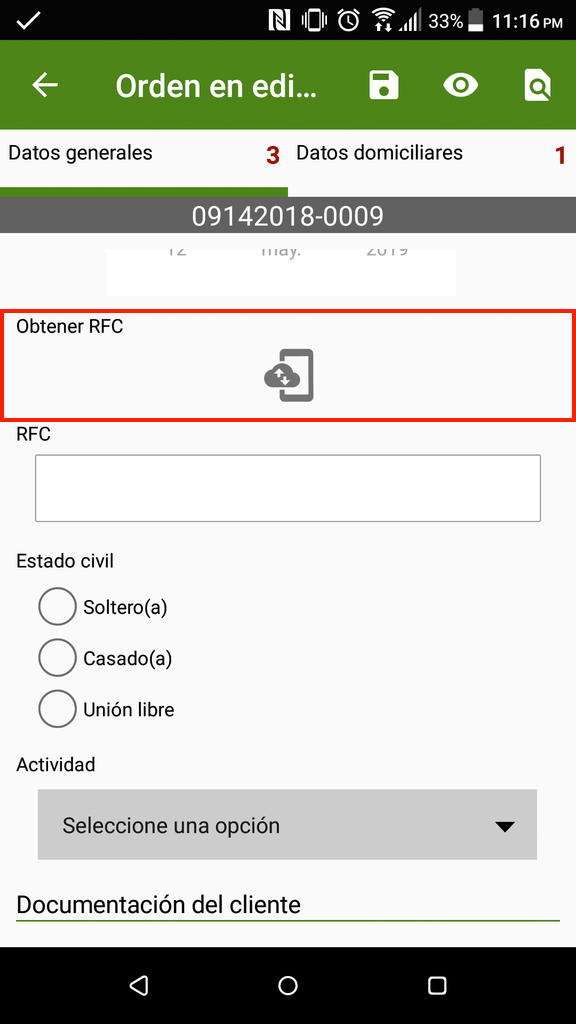 33% 11:16 PM
Orden en edi...
Datos generales 3 Datos domiciliares 1
09142018-0009
12 may. 2019
Obtener RFC
RFC
Estado civil
Soltero(a)
Casado(a)
Unión libre
Actividad
Seleccione una opción
Documentación del cliente